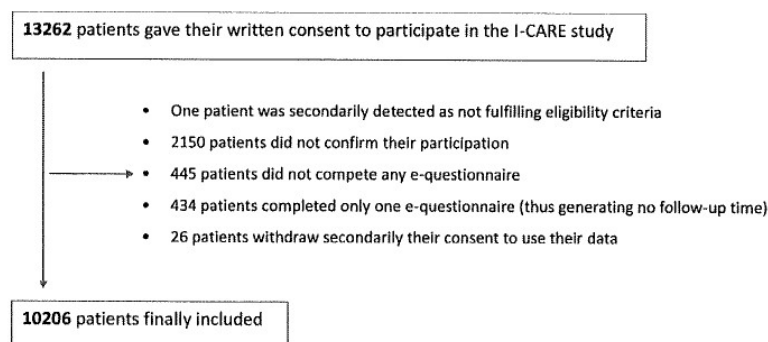 13262 patients gave their written consent to participate in the I-CARE study
• One patient was secondarily detected as not fulfilling eligibility criteria
• 2150 patients did not confirm their participation
• 445 patients did not compete any e-questionnaire
• 434 patients completed only one e-questionnaire (thus generating no follow-up time)
• 26 patients withdraw secondarily their consent to use their data
10206 patients finally included